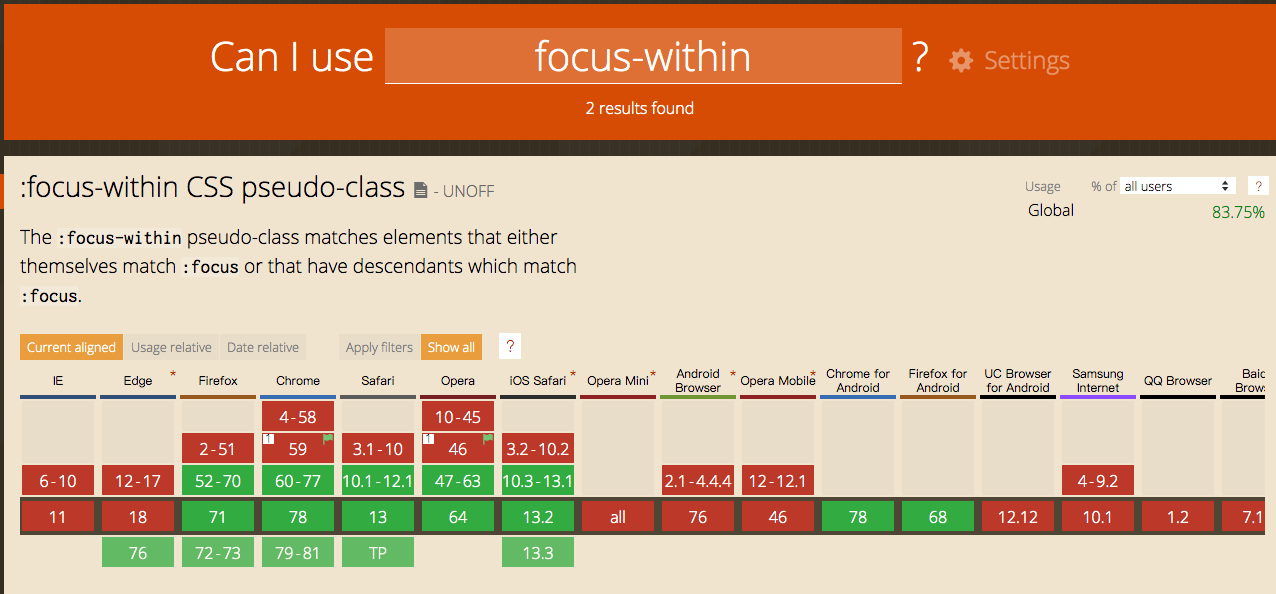 Can I use focus-within ? Settings
2 results found
:focus-within CSS pseudo-class - UNOFF
Usage % of all users ?
Global 83.75%
The :focus-within pseudo-class matches elements that either
themselves match :focus or that have descendants which match
:focus.
Current aligned Usage relative Date relative Apply filters Show all ?
IE Edge * Firefox Chrome Safari Opera iOS Safari * Opera Mini * Android Browser * Opera Mobile * Chrome for Android Firefox for Android UC Browser for Android Samsung Internet QQ Browser Baid Brows
4-58 10-45
2-51 1 59 3.1-10 1 46 3.2-10.2
6-10 12-17 52-70 60-77 10.1-12.1 47-63 10.3-13.1 2.1-4.4.4 12-12.1 4-9.2
11 18 71 78 13 64 13.2 all 76 46 78 68 12.12 10.1 1.2 7.1
76 72-73 79-81 TP 13.3